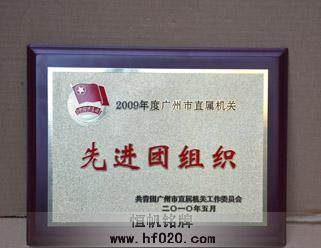 2009年度广州市直属机关
先进团组织
共青团广州市直属机关工作委员会
二〇一〇年五月
恒帆铭牌
www.hf020.com